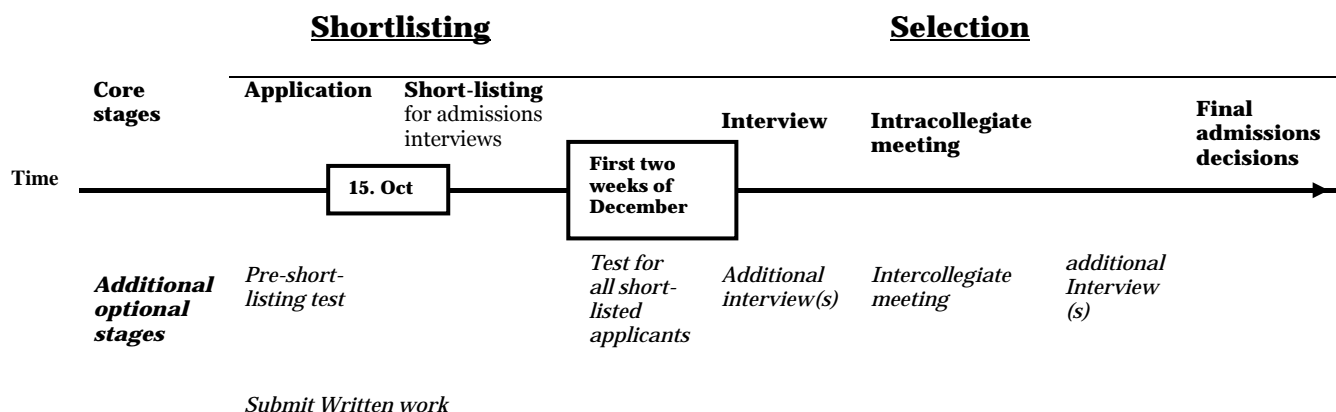 Shortlisting
Selection
Core
stages
Application
Short-listing
for admissions
interviews
Interview
Intracollegiate
meeting
Final
admissions
decisions
Time
15. Oct
First two
weeks of
December
Additional
optional
stages
Pre-short-
listing test
Test for
all short-
listed
applicants
Additional
interview(s)
Intercollegiate
meeting
additional
Interview
(s)
Submit Written work